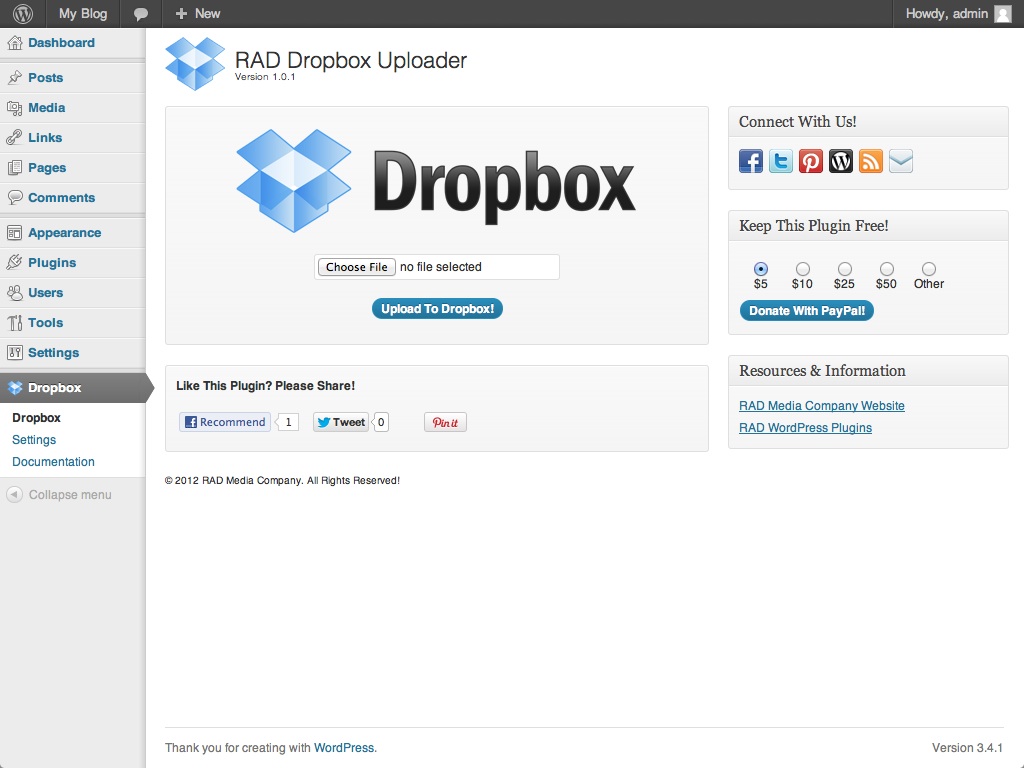 My Blog
New
Howdy, admin
Dashboard
Posts
Media
Links
Pages
Comments
Appearance
Plugins
Users
Tools
Settings
Dropbox
Dropbox
Settings
Documentation
Collapse menu
RAD Dropbox Uploader
Version 1.0.1
Dropbox
Choose File no file selected
Upload To Dropbox!
Like This Plugin? Please Share!
Recommend 1 Tweet 0 Pin it
© 2012 RAD Media Company. All Rights Reserved!
Connect With Us!
Keep This Plugin Free!
$5 $10 $25 $50 Other
Donate With PayPal!
Resources & Information
RAD Media Company Website
RAD WordPress Plugins
Thank you for creating with WordPress.
Version 3.4.1